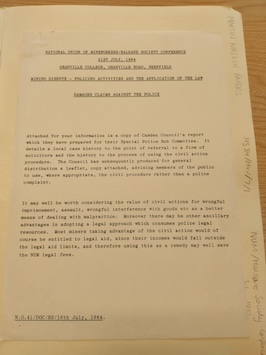 NATIONAL UNION OF MINEWORKERS/HALDANE SOCIETY CONFERENCE
21ST JULY, 1984
GRANVILLE COLLEGE, GRANVILLE ROAD, SHEFFIELD
MINING DISPUTE - POLICING ACTIVITIES AND THE APPLICATION OF THE LAW
DAMAGES CLAIMS AGAINST THE POLICE
Attached for your information is a copy of Camden Council's report
which they have prepared for their Special Police Sub Committee. It
details a local case history to the point of referral to a firm of
solicitors and the history to the process of using the civil action
procedure. The Council has subsequently produced for general
distribution a leaflet, copy attached, advising members of the public
to use, where appropriate, the civil procedure rather than a police
complaint.
It may well be worth considering the value of civil actions for wrongful
imprisonment, assault, wrongful interference with goods etc as a better
means of dealing with malpractice. Moreover there may be other ancillary
advantages in adopting a legal approach which consumes police legal
resources. Most miners taking advantage of the civil action would of
course be entitled to legal aid, since their incomes would fall outside
the legal aid limits, and therefore using this as a remedy may well save
the NUM legal fees.
N.O.41/DOC/ES/16th July, 1984.